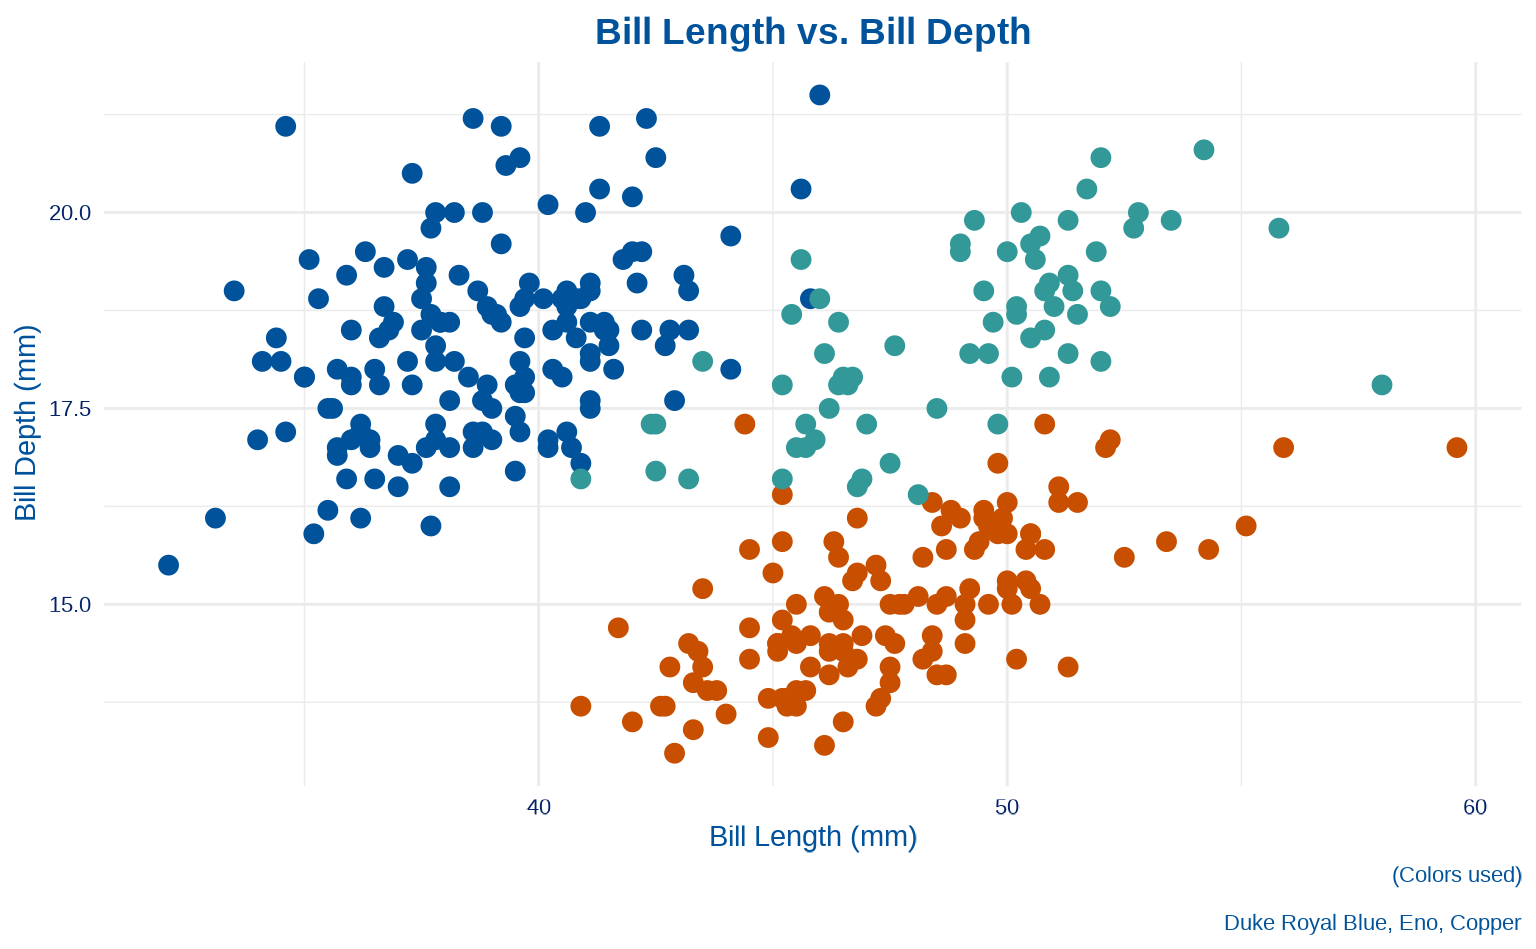 Bill Length vs. Bill Depth
Bill Depth (mm)
20.0
17.5
15.0
40 50 60
Bill Length (mm)
(Colors used)
Duke Royal Blue, Eno, Copper